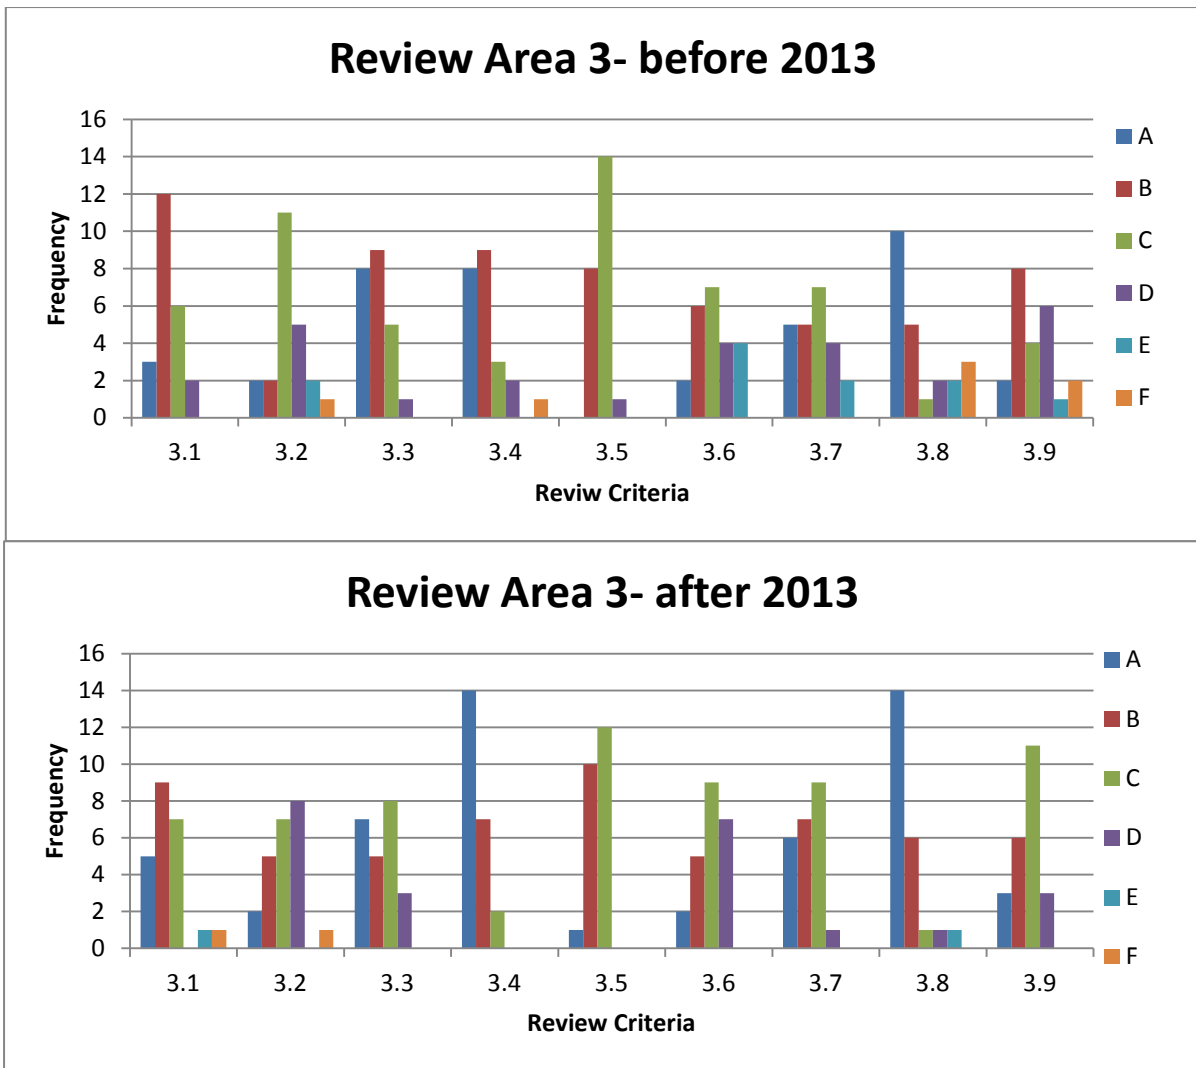 Review Area 3- before 2013
16
14
12
10
8
6
4
2
0
Frequency
3.1 3.2 3.3 3.4 3.5 3.6 3.7 3.8 3.9
Reviw Criteria
A
B
C
D
E
F
Review Area 3- after 2013
16
14
12
10
8
6
4
2
0
Frequency
3.1 3.2 3.3 3.4 3.5 3.6 3.7 3.8 3.9
Review Criteria
A
B
C
D
E
F